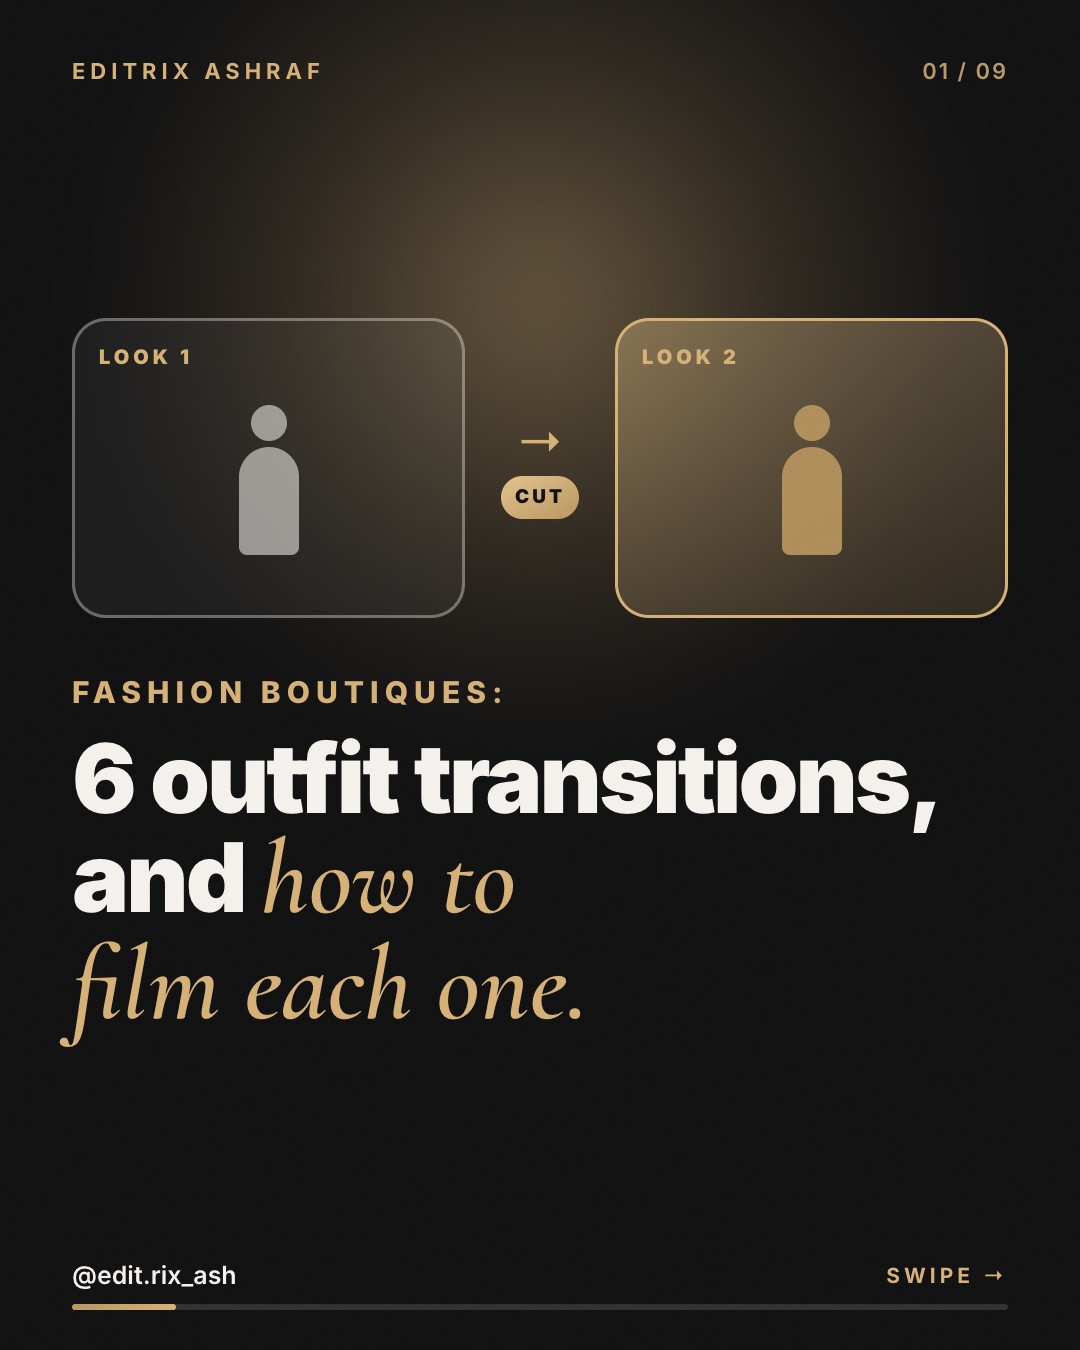 EDITRIX ASHRAF
01 / 09
LOOK 1
LOOK 2
→
CUT
FASHION BOUTIQUES:
6 outfit transitions,
and how to
film each one.
@edit.rix_ash
SWIPE →